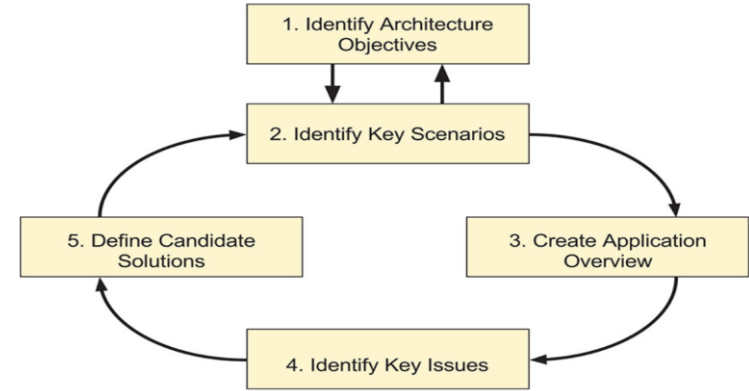 1. Identify Architecture
Objectives
2. Identify Key Scenarios
5. Define Candidate
Solutions
3. Create Application
Overview
4. Identify Key Issues